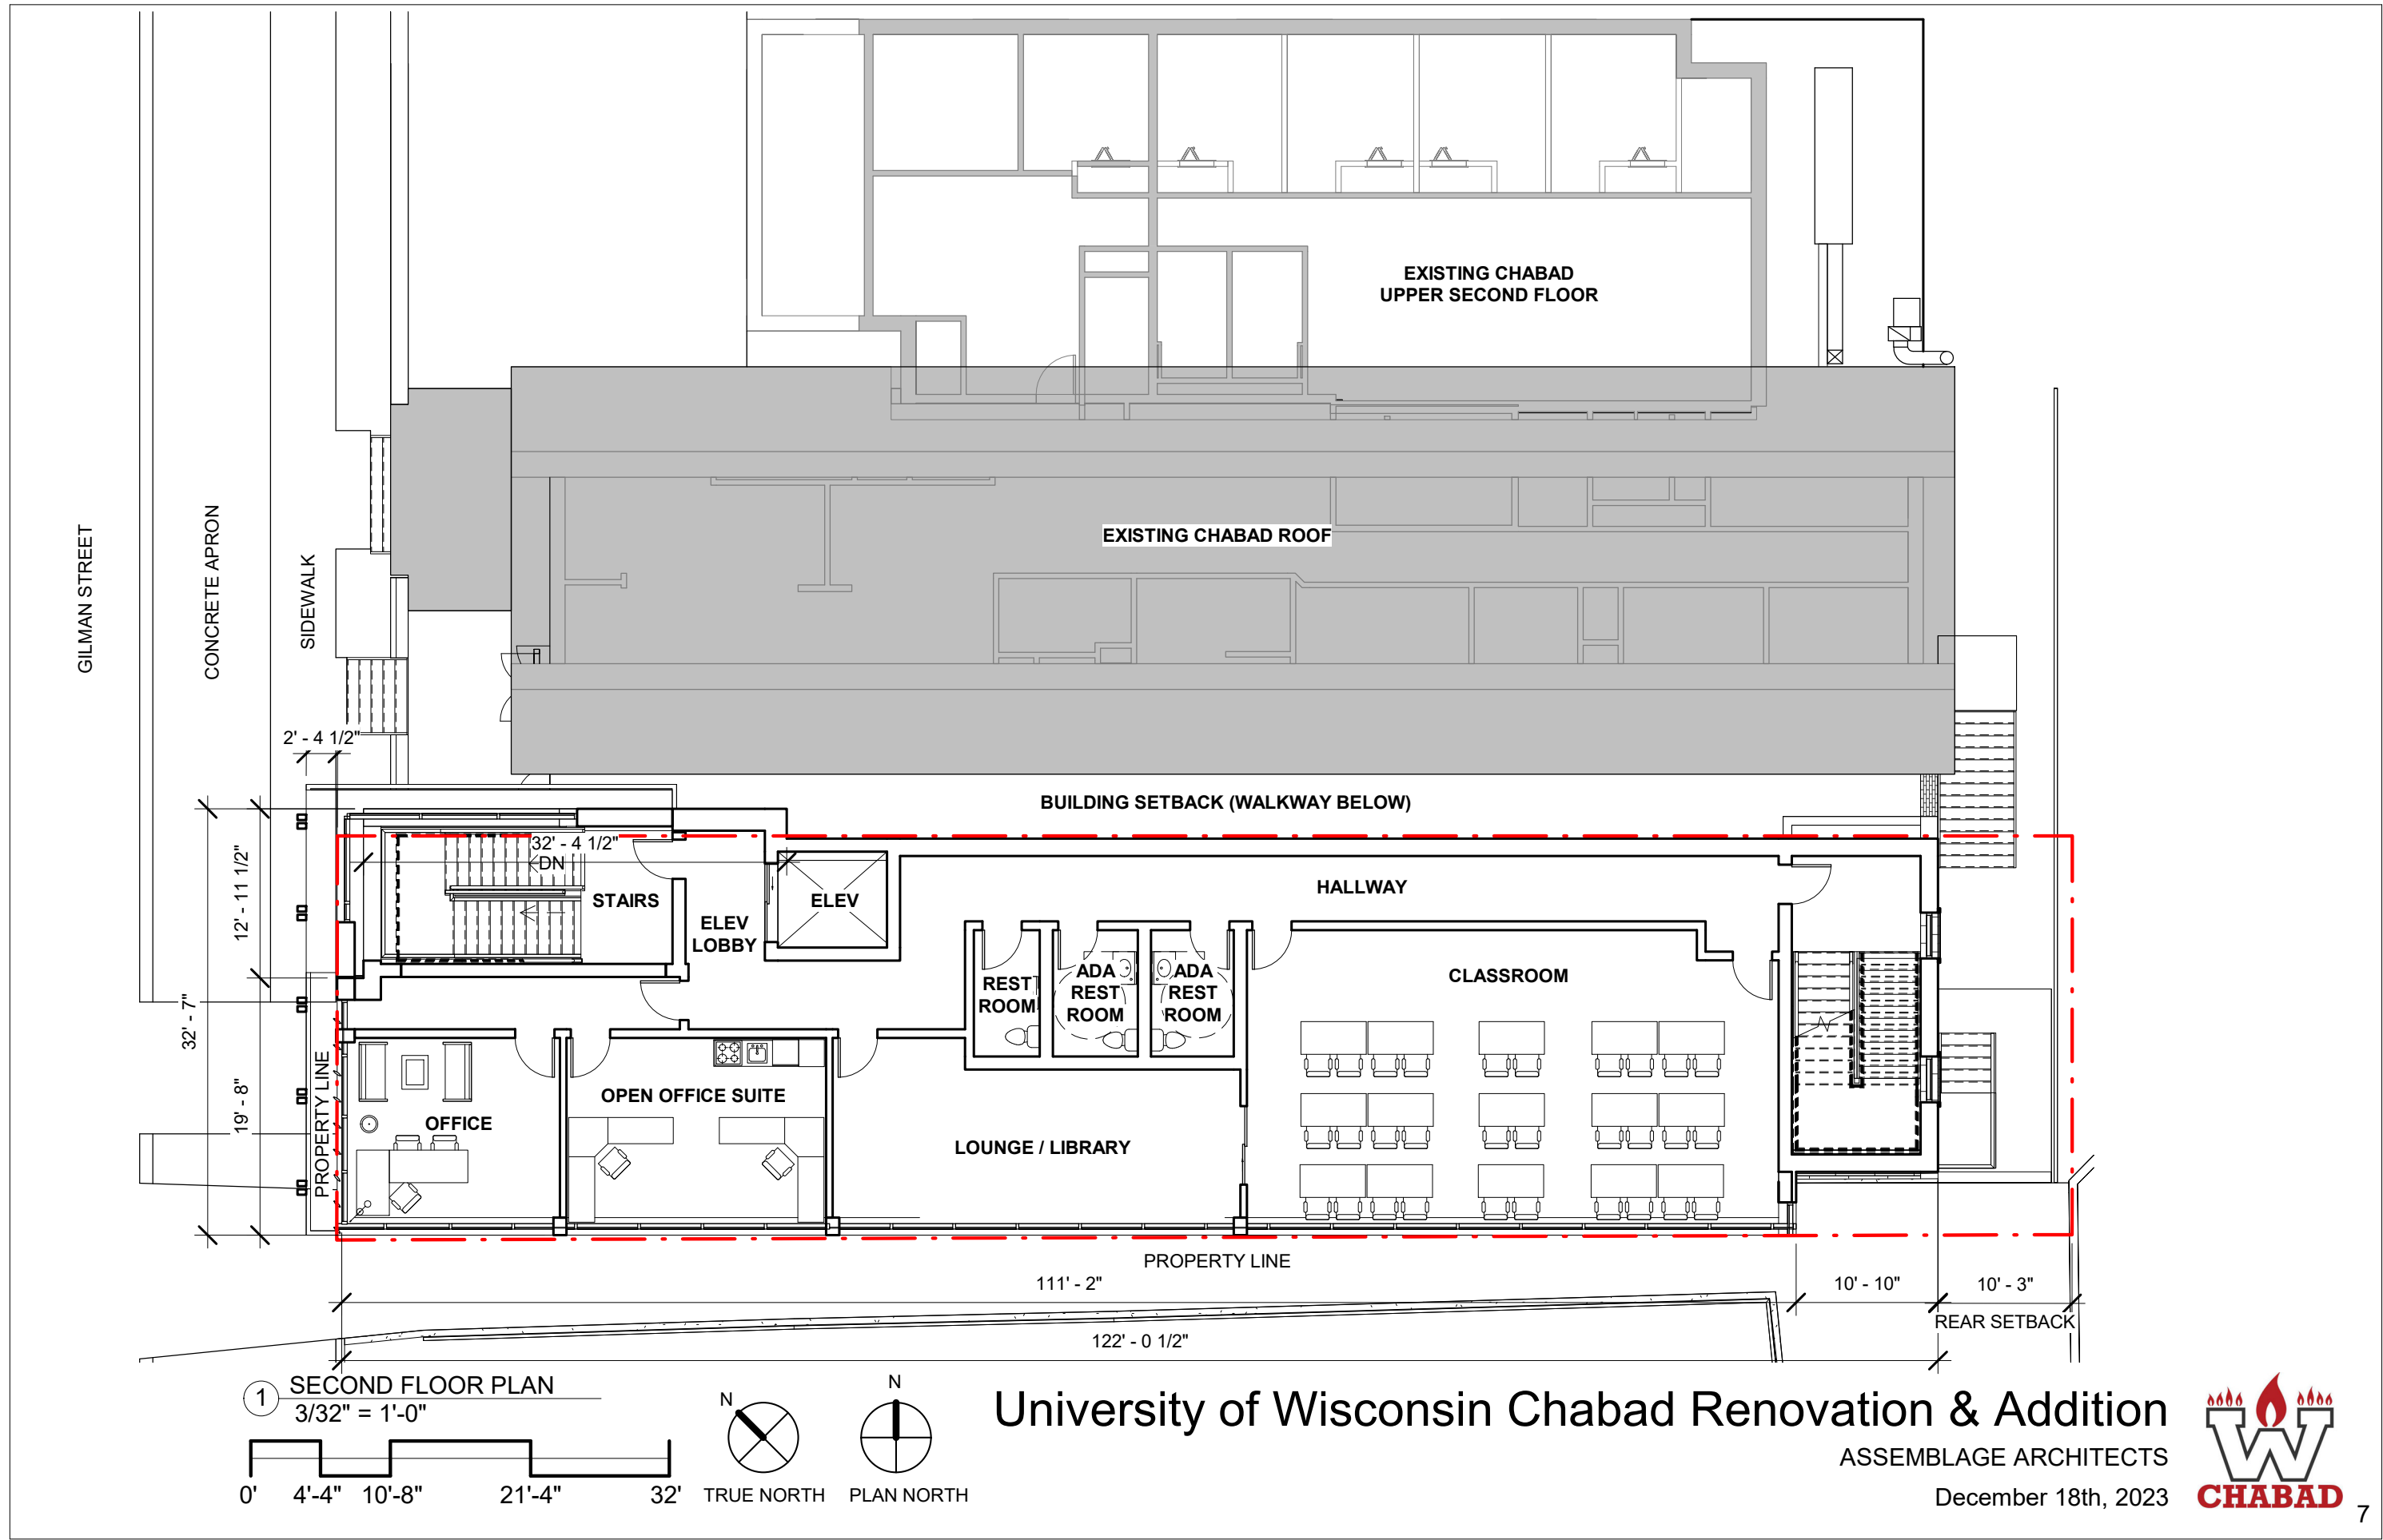 EXISTING CHABAD
UPPER SECOND FLOOR
EXISTING CHABAD ROOF
GILMAN STREET
CONCRETE APRON
SIDEWALK
2' - 4 1/2"
BUILDING SETBACK (WALKWAY BELOW)
32' - 4 1/2"
DN
STAIRS
ELEV
LOBBY
ELEV
HALLWAY
12' - 11 1/2"
32' - 7"
19' - 8"
PROPERTY LINE
REST
ROOM
ADA
REST
ROOM
ADA
REST
ROOM
CLASSROOM
OFFICE
OPEN OFFICE SUITE
LOUNGE / LIBRARY
PROPERTY LINE
111' - 2"
10' - 10"
10' - 3"
REAR SETBACK
122' - 0 1/2"
1
SECOND FLOOR PLAN
3/32" = 1'-0"
0' 4'-4" 10'-8" 21'-4" 32'
N
TRUE NORTH
N
PLAN NORTH
University of Wisconsin Chabad Renovation & Addition
ASSEMBLAGE ARCHITECTS
December 18th, 2023
W
CHABAD
7